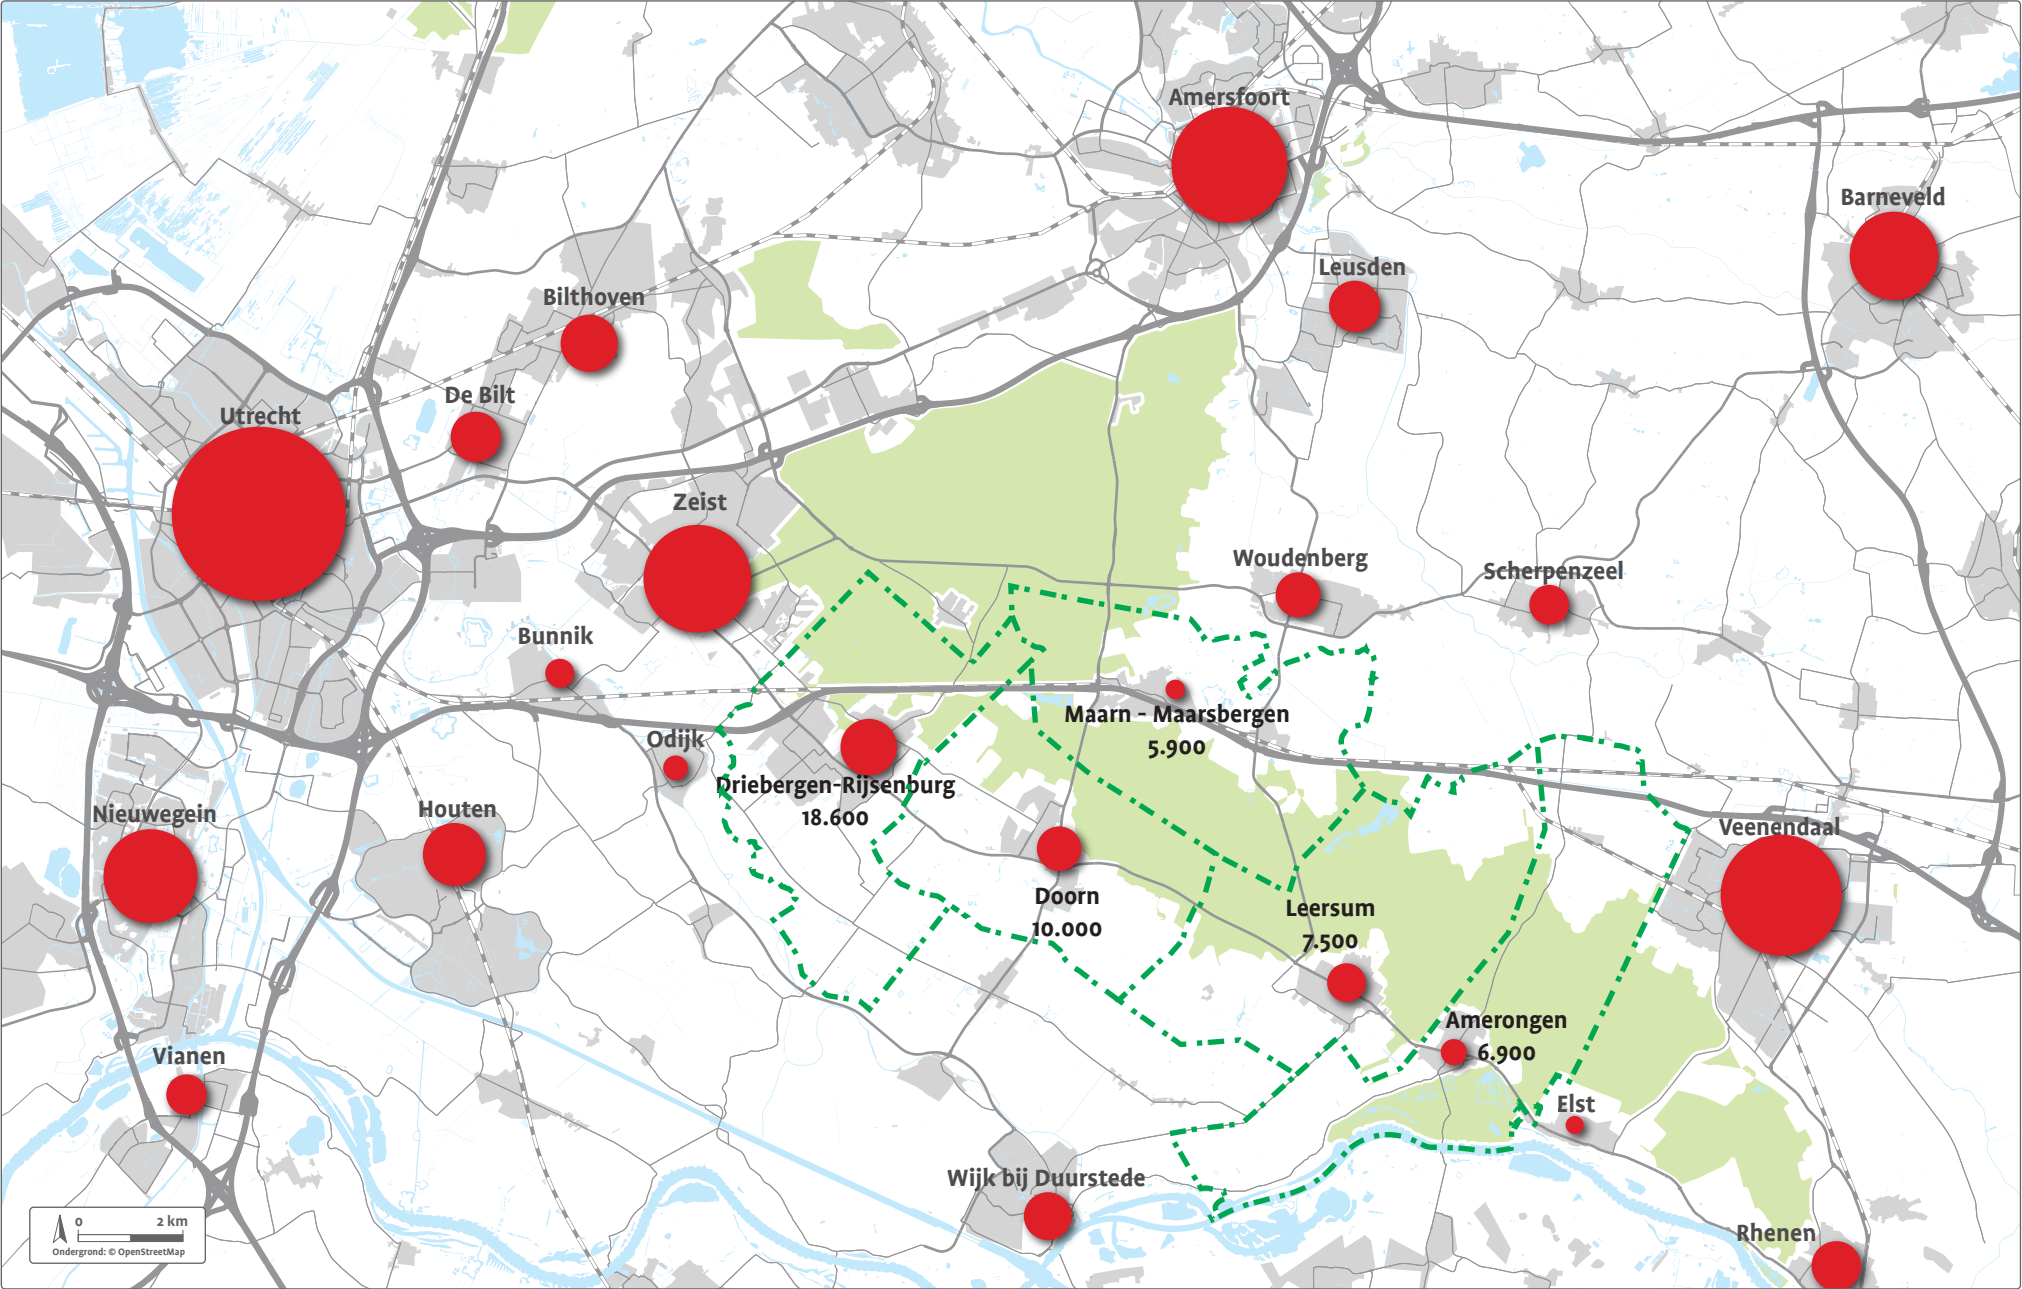 Amersfoort
Barneveld
Leusden
Bilthoven
De Bilt
Utrecht
Zeist
Woudenberg
Scherpenzeel
Bunnik
Maarn - Maarsbergen
5.900
Odijk
Driebergen-Rijsenburg
18.600
Nieuwegein
Houten
Veenendaal
Doorn
10.000
Leersum
7.500
Amerongen
6.900
Vianen
Elst
Wijk bij Duurstede
Rhenen
0 2 km
Ondergrond: © OpenStreetMap